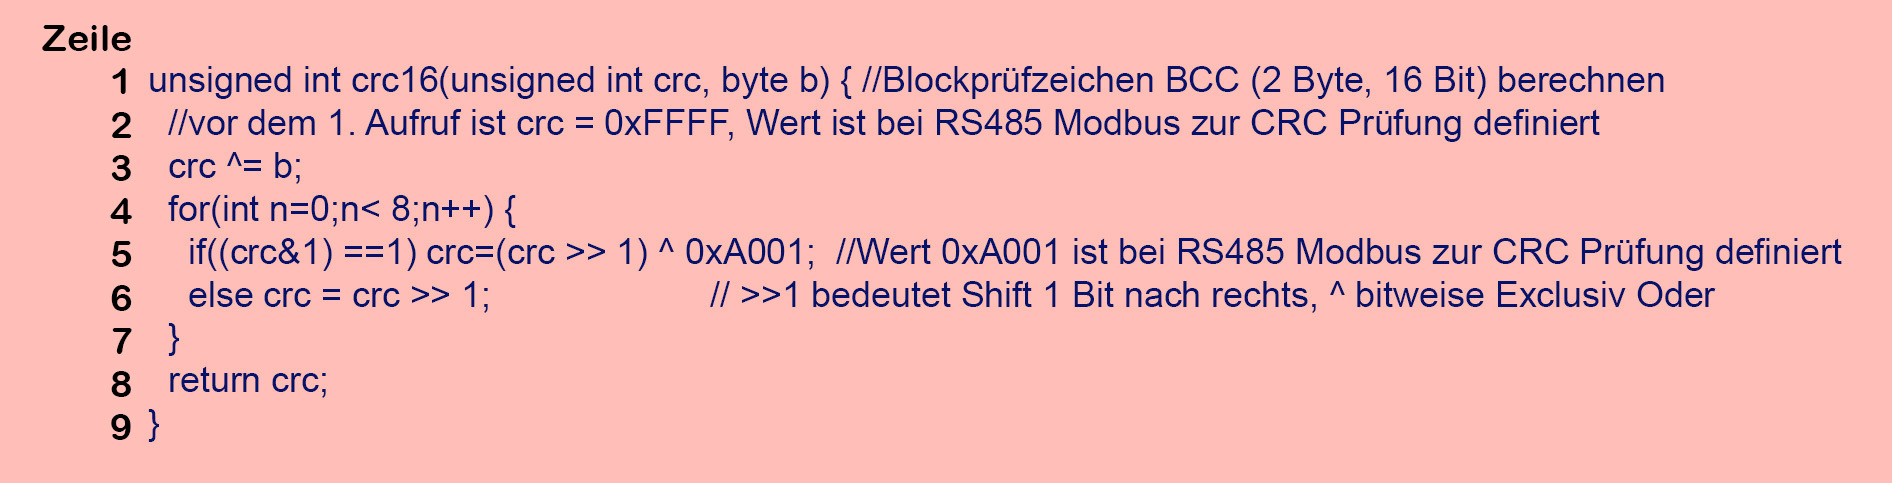 Zeile
1 unsigned int crc16(unsigned int crc, byte b) { //Blockprüfzeichen BCC (2 Byte, 16 Bit) berechnen
2 //vor dem 1. Aufruf ist crc = 0xFFFF, Wert ist bei RS485 Modbus zur CRC Prüfung definiert
3 crc ^= b;
4 for(int n=0;n< 8;n++) {
5 if((crc&1) ==1) crc=(crc >> 1) ^ 0xA001; //Wert 0xA001 ist bei RS485 Modbus zur CRC Prüfung definiert
6 else crc = crc >> 1; // >>1 bedeutet Shift 1 Bit nach rechts, ^ bitweise Exclusiv Oder
7 }
8 return crc;
9 }